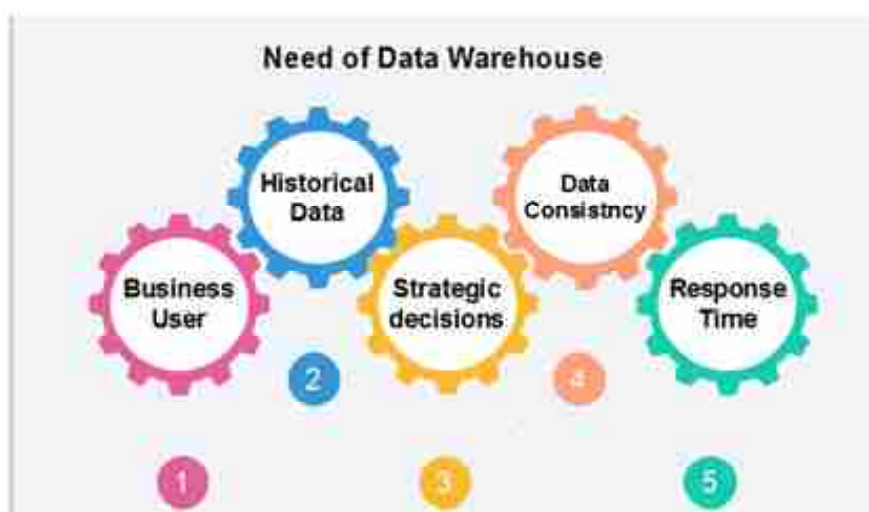 Need of Data Warehouse
Business
User
Historical
Data
Strategic
decisions
Data
Consistncy
Response
Time
1
2
3
4
5